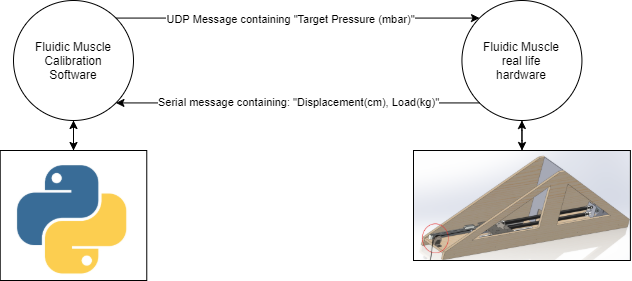 UDP Message containing "Target Pressure (mbar)"
Fluidic Muscle
Calibration
Software
Fluidic Muscle
real life
hardware
Serial message containing: "Displacement(cm), Load(kg)"